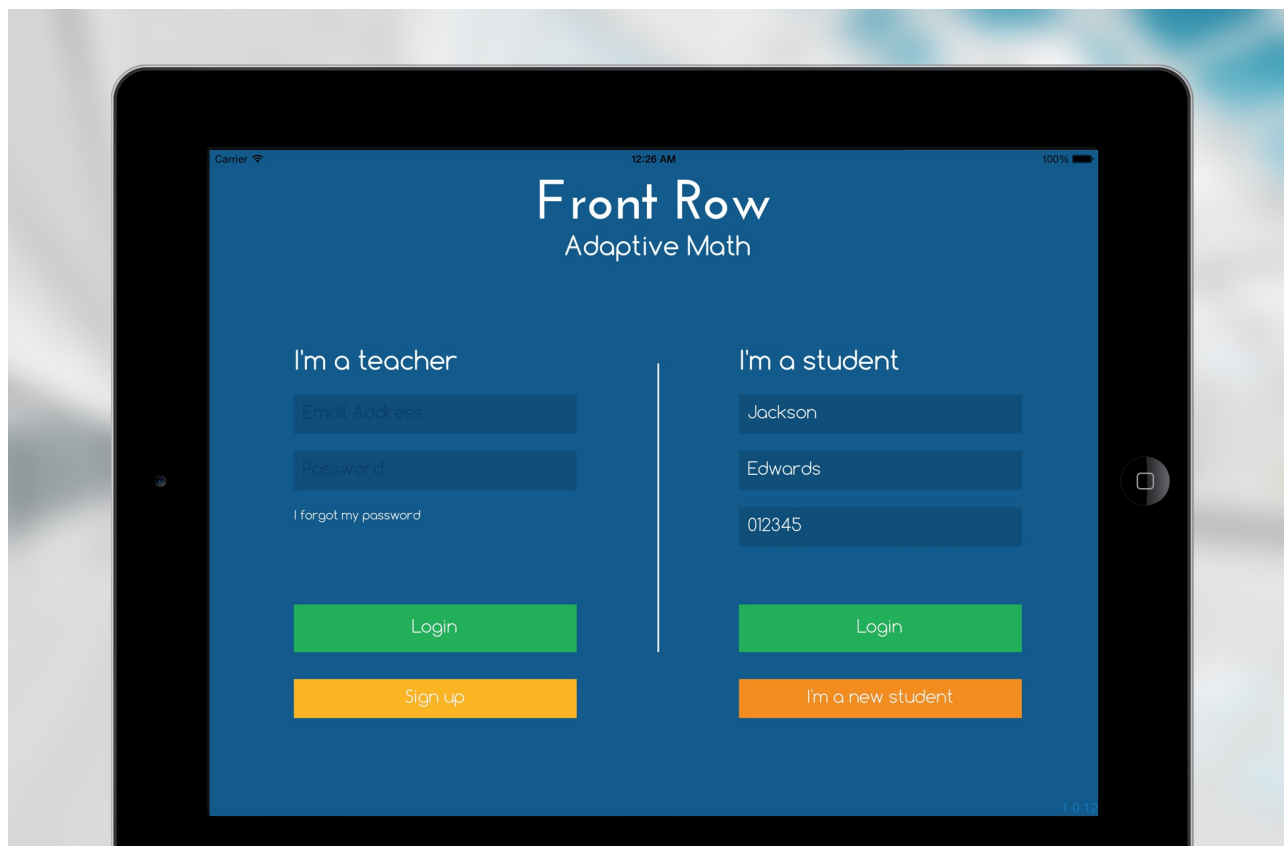 Carrier
12:26 AM
100%
Front Row
Adaptive Math
I'm a teacher
Email Address
Password
I forgot my password
Login
Sign up
I'm a student
Jackson
Edwards
012345
Login
I'm a new student
1.0.12